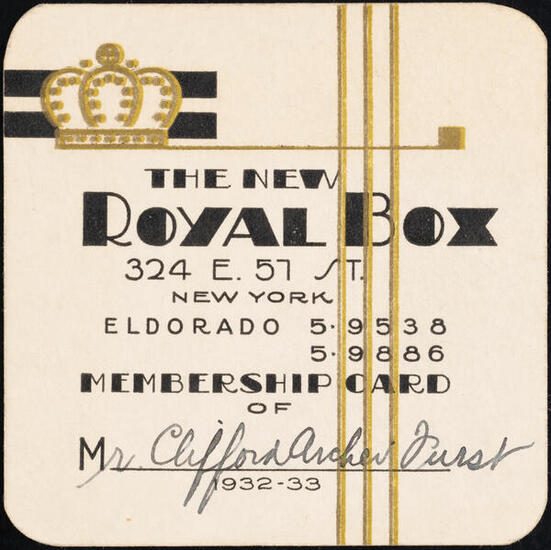 THE NEW
ROYAL BOX
324 E. 57 ST.
NEW YORK
ELDORADO 5·9538
5·9886
MEMBERSHIP CARD
OF
Mr. Clifford Archer Furst
1932-33